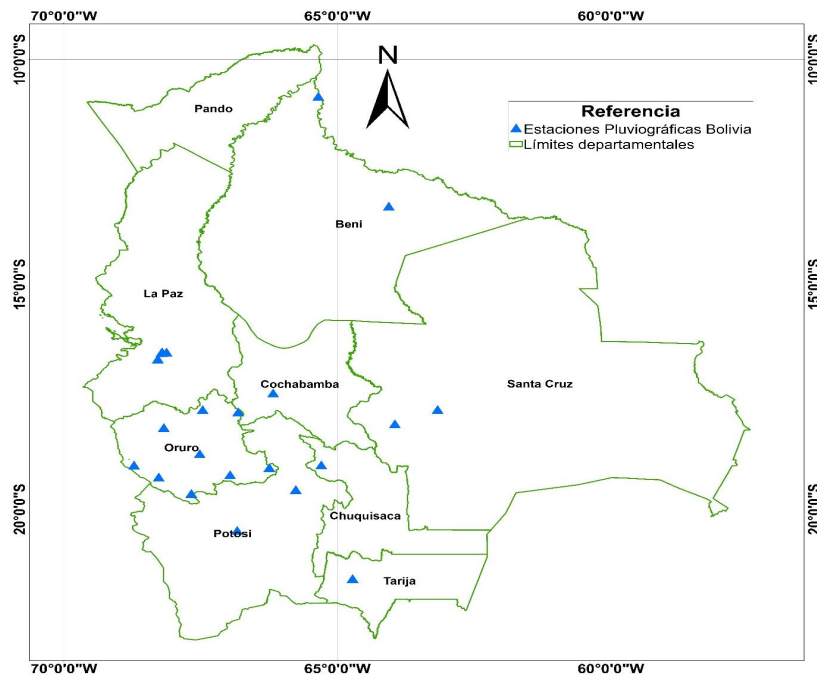 70°0'0"W 65°0'0"W 60°0'0"W
10°0'0"S 10°0'0"S
N
Pando
Referencia
Estaciones Pluviográficas Bolivia
Límites departamentales
Beni
15°0'0"S 15°0'0"S
La Paz
Cochabamba
Santa Cruz
Oruro
20°0'0"S 20°0'0"S
Chuquisaca
Potosi
Tarija
70°0'0"W 65°0'0"W 60°0'0"W